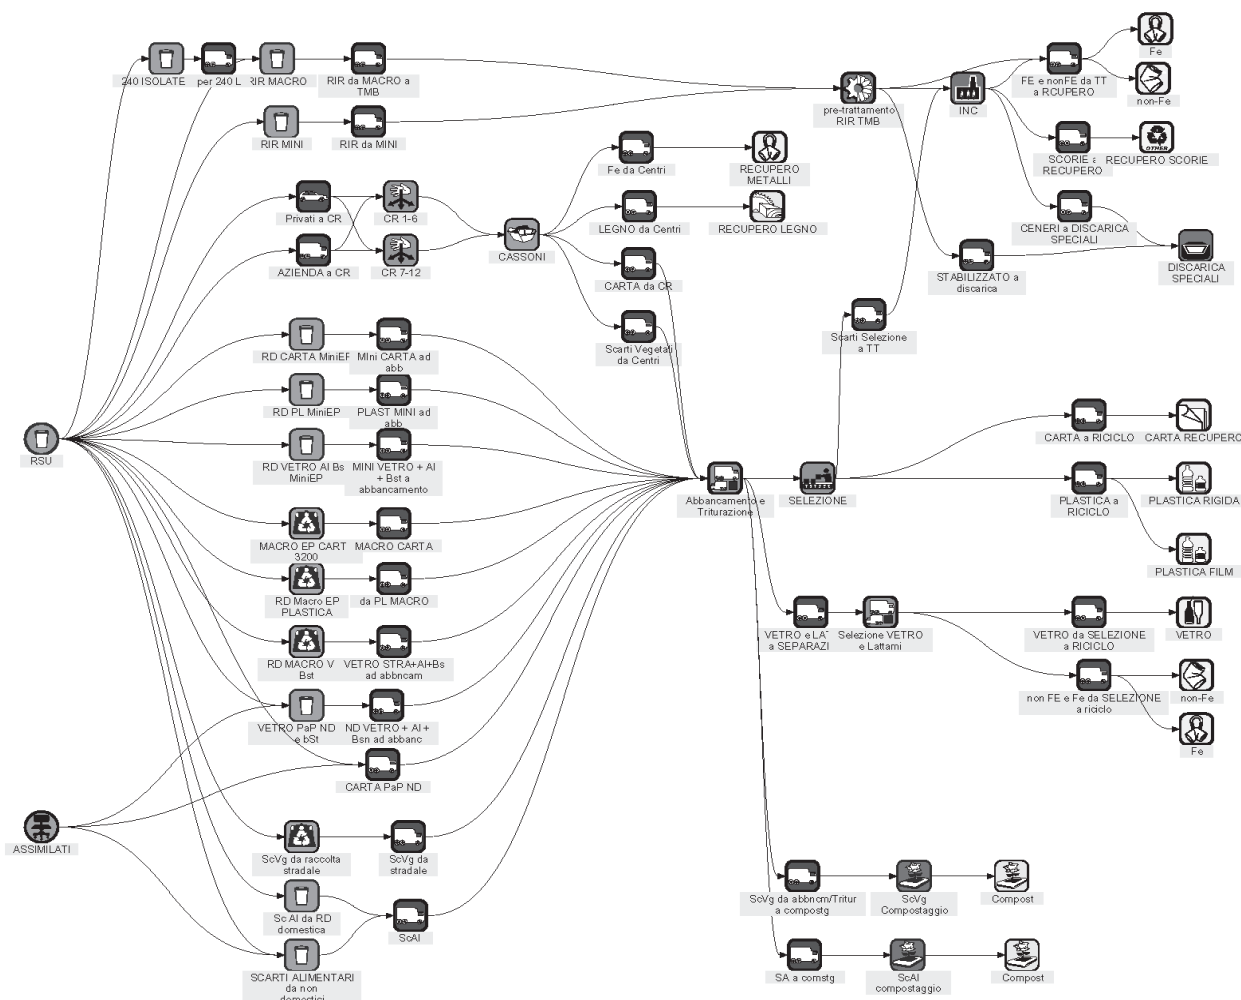 Fe
240 ISOLATE
per 240 L
RIR MACRO
RIR da MACRO a
TMB
FE e nonFE da TT
a RCUPERO
non-Fe
pre-trattamento
RIR TMB
INC
RIR MINI
RIR da MINI
SCORIE a
RECUPERO
OTHER
RECUPERO SCORIE
Fe da Centri
RECUPERO
METALLI
Privati a CR
CR 1-6
LEGNO da Centri
RECUPERO LEGNO
CENERI a DISCARICA
SPECIALI
CASSONI
AZIENDA a CR
CR 7-12
CARTA da CR
STABILIZZATO a
discarica
DISCARICA
SPECIALI
Scarti Vegetali
da Centri
Scarti Selezione
a TT
RD CARTA MiniEP
MIni CARTA ad
abb
RD PL MiniEP
PLAST MINI ad
abb
CARTA a RICICLO
CARTA RECUPERO
RSU
RD VETRO Al Bs
MiniEP
MINI VETRO + Al
+ Bst a
abbancamento
Abbancamento e
Triturazione
SELEZIONE
PLASTICA a
RICICLO
PLASTICA RIGIDA
MACRO EP CART
3200
MACRO CARTA
PLASTICA FILM
RD Macro EP
PLASTICA
da PL MACRO
VETRO e LAT
a SEPARAZI
Selezione VETRO
e Lattami
VETRO da SELEZIONE
a RICICLO
VETRO
RD MACRO V
Bst
VETRO STRA+Al+Bs
ad abbncam
non FE e Fe da SELEZIONE
a riciclo
non-Fe
VETRO PaP ND
e bSt
ND VETRO + Al +
Bsn ad abbanc
Fe
CARTA PaP ND
ASSIMILATI
ScVg da raccolta
stradale
ScVg da
stradale
Sc Al da RD
domestica
ScAl
ScVg da abbncm/Tritur
a compostg
ScVg
Compostaggio
Compost
SCARTI ALIMENTARI
da non
domestici
SA a comstg
ScAl
compostaggio
Compost